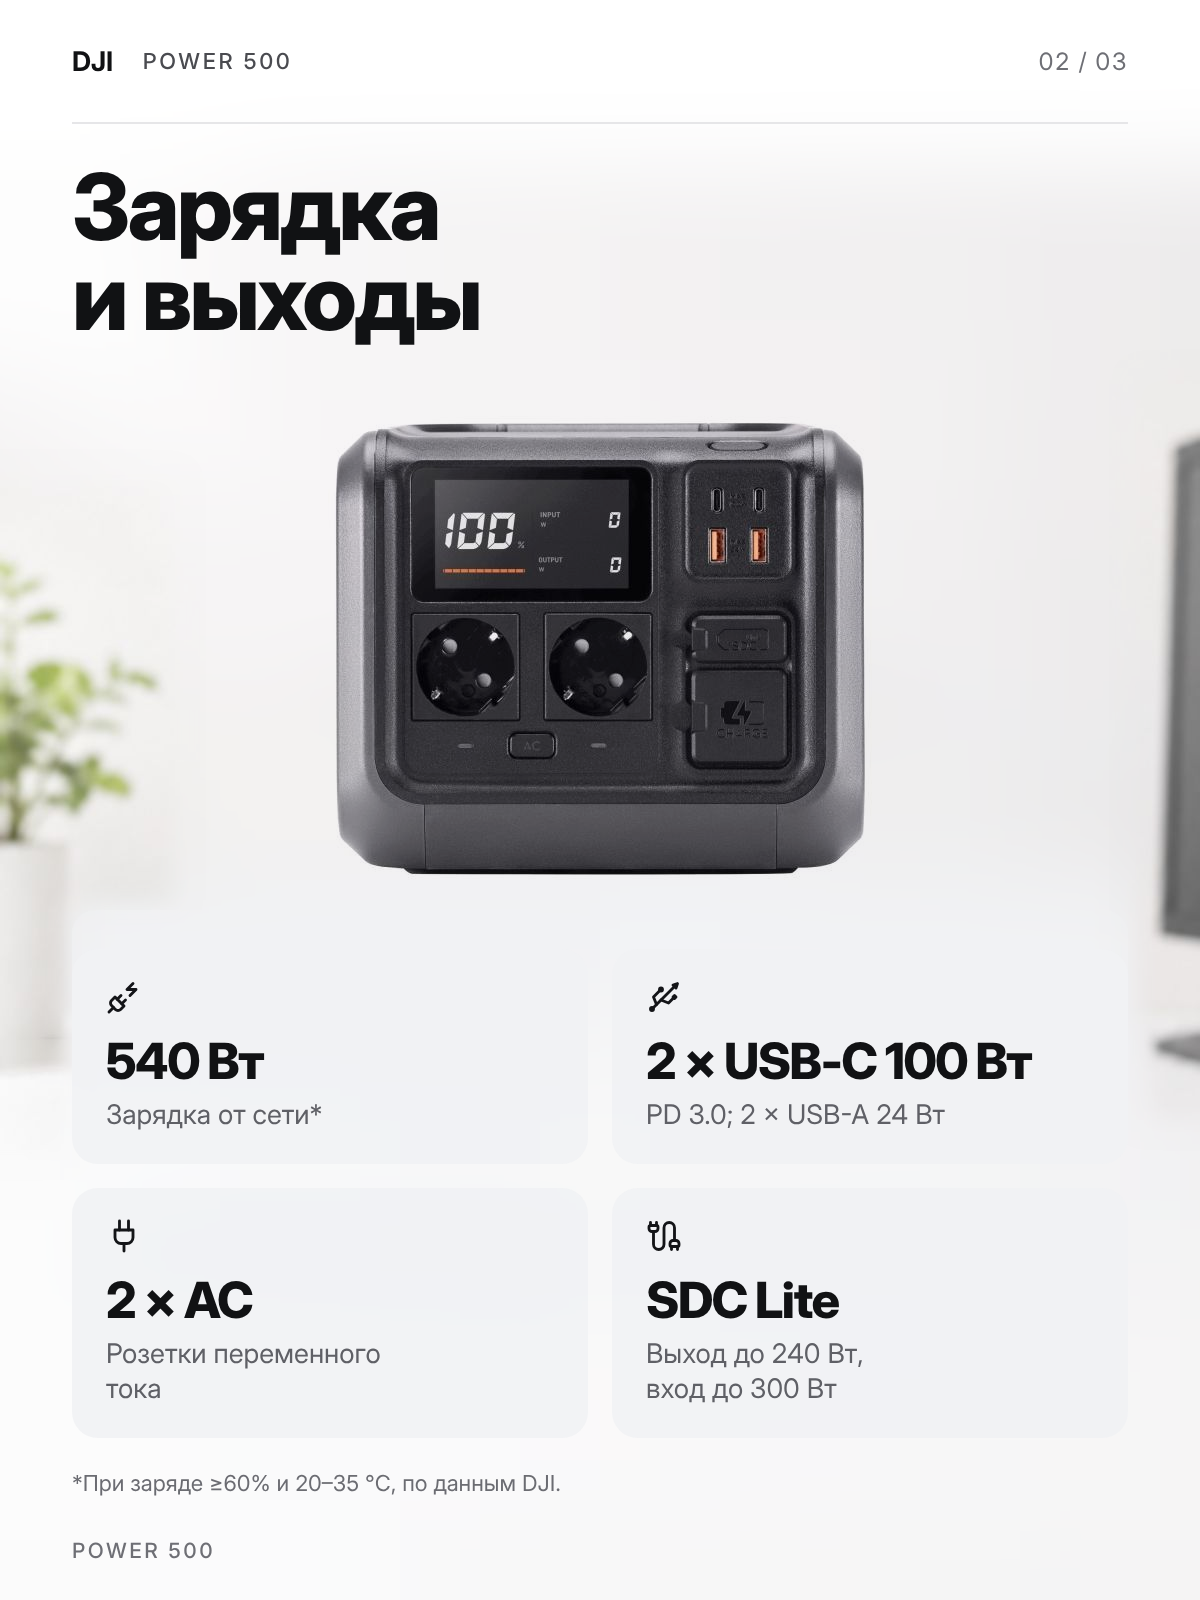 DJI POWER 500
02 / 03
Зарядка
и выходы
100 %
INPUT
W
0
OUTPUT
W
0
SDC
AC
CHARGE
540 Вт
Зарядка от сети*
2 × USB-C 100 Вт
PD 3.0; 2 × USB-A 24 Вт
2 × AC
Розетки переменного
тока
SDC Lite
Выход до 240 Вт,
вход до 300 Вт
*При заряде ≥60% и 20–35 °C, по данным DJI.
POWER 500